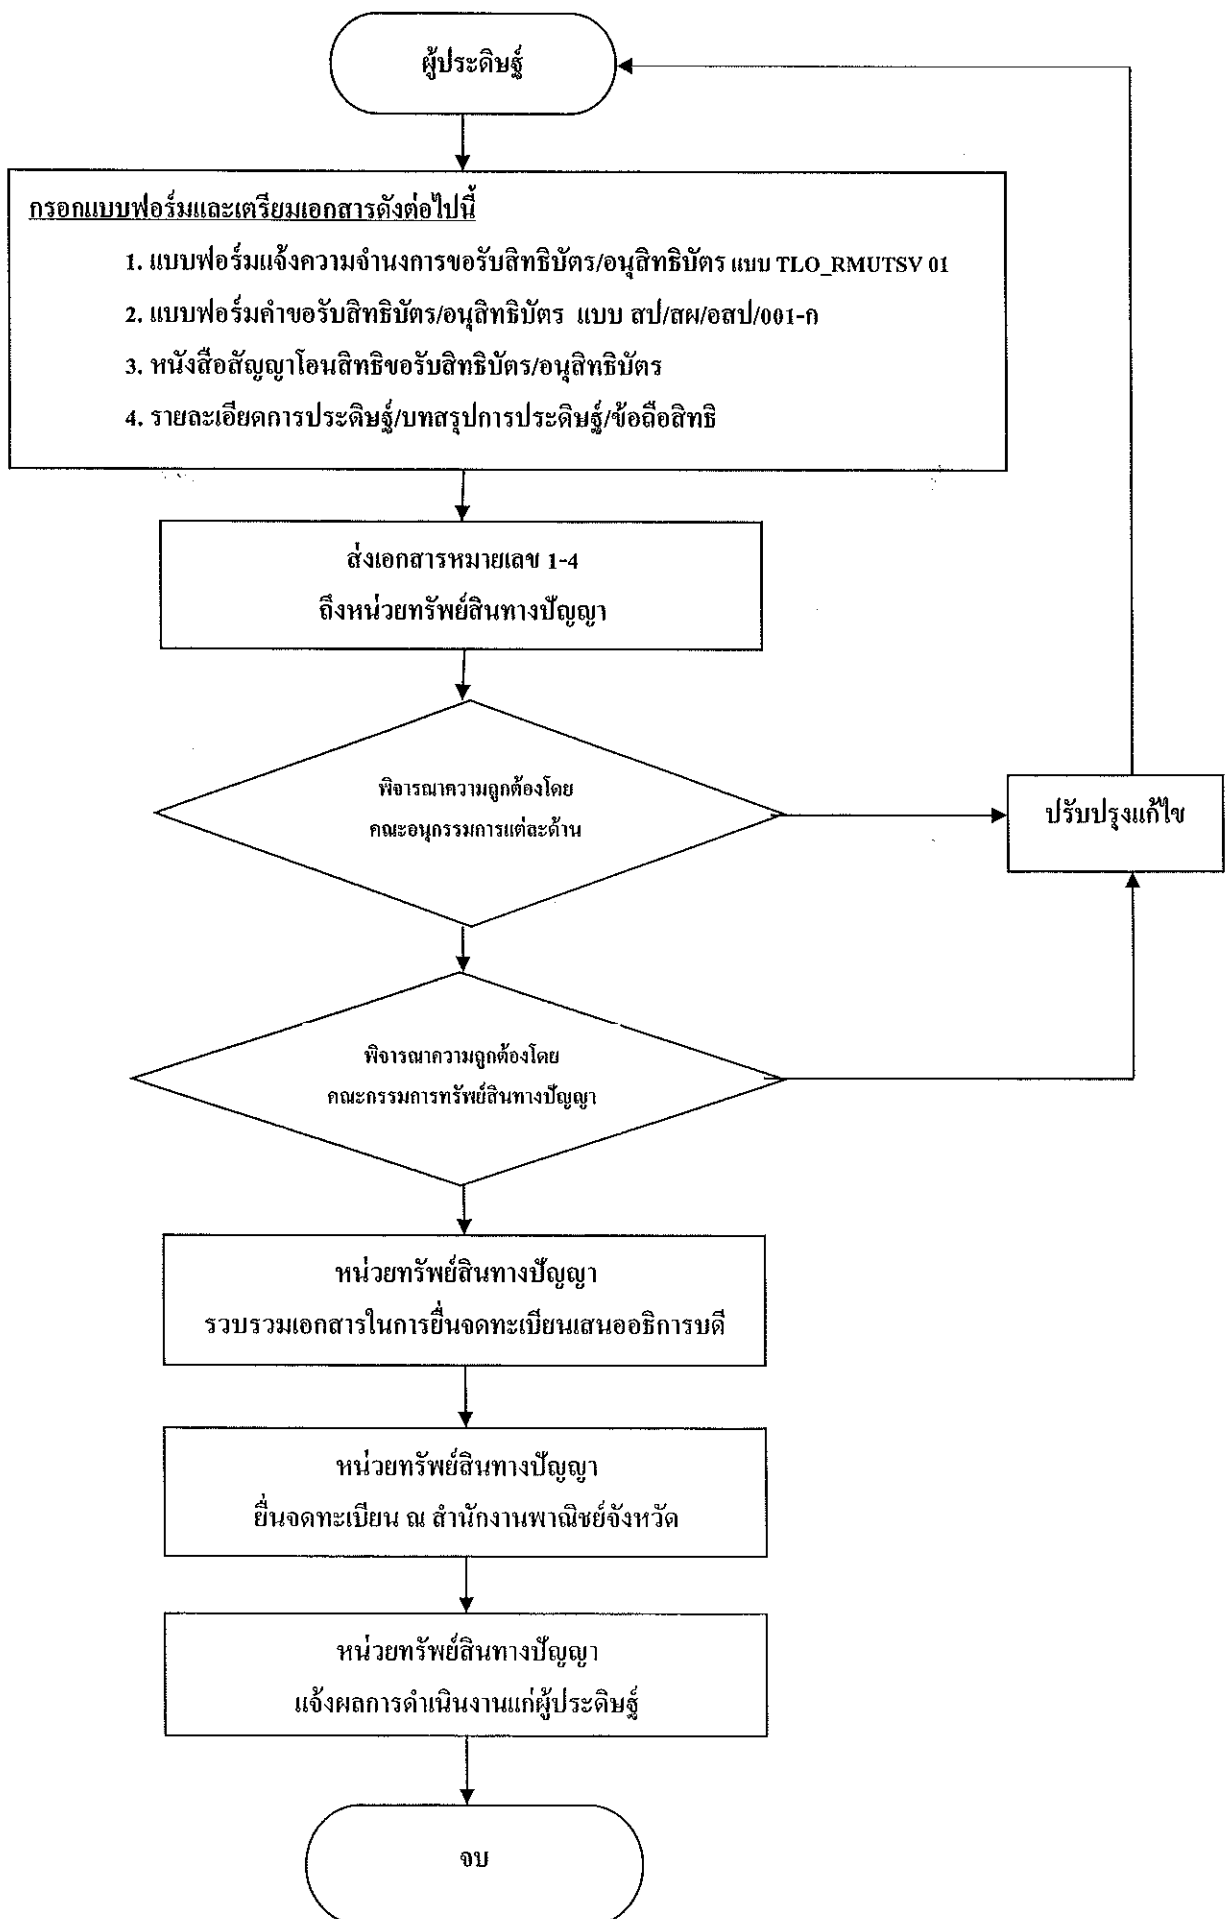 ผู้ประดิษฐ์
กรอกแบบฟอร์มและเตรียมเอกสารดังต่อไปนี้
1. แบบฟอร์มแจ้งความจำนงการขอรับสิทธิบัตร/อนุสิทธิบัตร แบบ TLO_RMUTSV 01
2. แบบฟอร์มคำขอรับสิทธิบัตร/อนุสิทธิบัตร แบบ สป/สผ/อสป/001-ก
3. หนังสือสัญญาโอนสิทธิขอรับสิทธิบัตร/อนุสิทธิบัตร
4. รายละเอียดการประดิษฐ์/บทสรุปการประดิษฐ์/ข้อถือสิทธิ
ส่งเอกสารหมายเลข 1-4
ถึงหน่วยทรัพย์สินทางปัญญา
พิจารณาความถูกต้องโดย
คณะอนุกรรมการแต่ละด้าน
ปรับปรุงแก้ไข
พิจารณาความถูกต้องโดย
คณะกรรมการทรัพย์สินทางปัญญา
หน่วยทรัพย์สินทางปัญญา
รวบรวมเอกสารในการยื่นจดทะเบียนเสนออธิการบดี
หน่วยทรัพย์สินทางปัญญา
ยื่นจดทะเบียน ณ สำนักงานพาณิชย์จังหวัด
หน่วยทรัพย์สินทางปัญญา
แจ้งผลการดำเนินงานแก่ผู้ประดิษฐ์
จบ